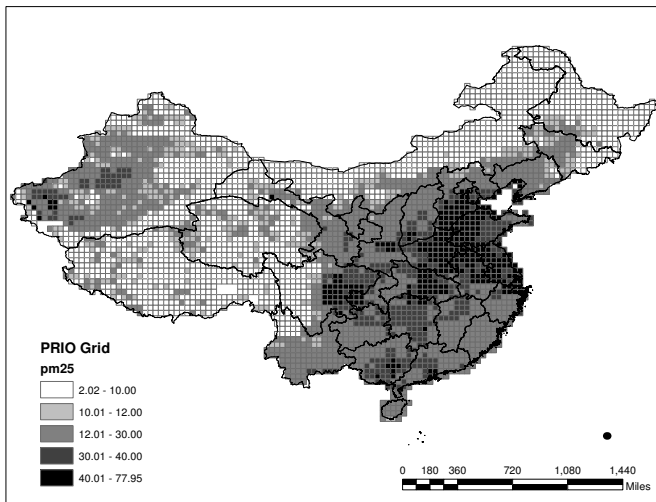 PRIO Grid
pm25
2.02 - 10.00
10.01 - 12.00
12.01 - 30.00
30.01 - 40.00
40.01 - 77.95
0 180 360 720 1,080 1,440
Miles